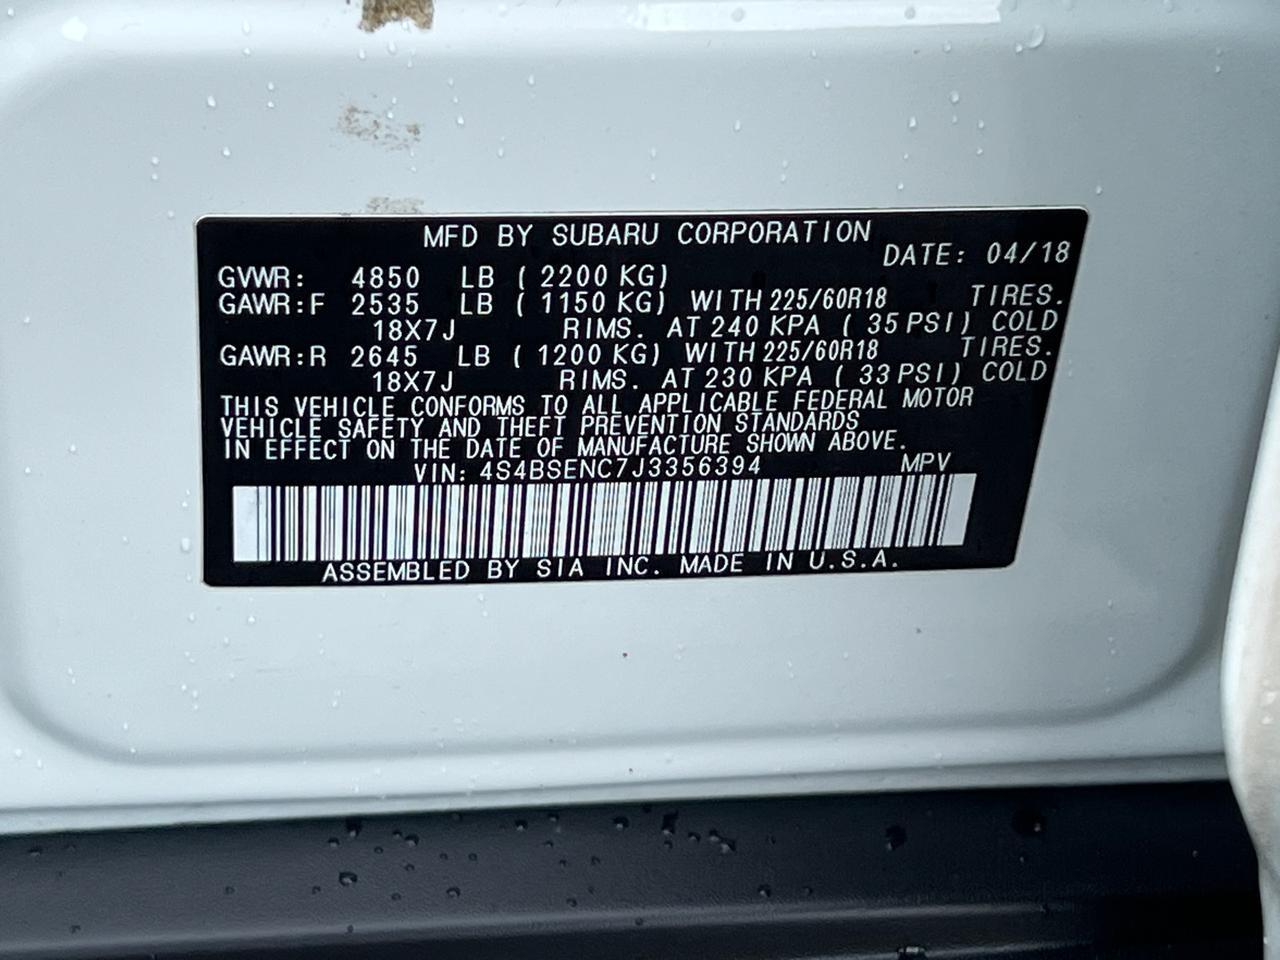 MFD BY SUBARU CORPORATION
DATE: 04/18
GVWR: 4850 LB ( 2200 KG)
GAWR:F 2535 LB ( 1150 KG) WITH 225/60R18 TIRES.
18X7J RIMS. AT 240 KPA ( 35 PSI) COLD
GAWR:R 2645 LB ( 1200 KG) WITH 225/60R18 TIRES.
18X7J RIMS. AT 230 KPA ( 33 PSI) COLD
THIS VEHICLE CONFORMS TO ALL APPLICABLE FEDERAL MOTOR
VEHICLE SAFETY AND THEFT PREVENTION STANDARDS
IN EFFECT ON THE DATE OF MANUFACTURE SHOWN ABOVE.
VIN: 4S4BSENC7J3356394 MPV
ASSEMBLED BY SIA INC. MADE IN U.S.A.